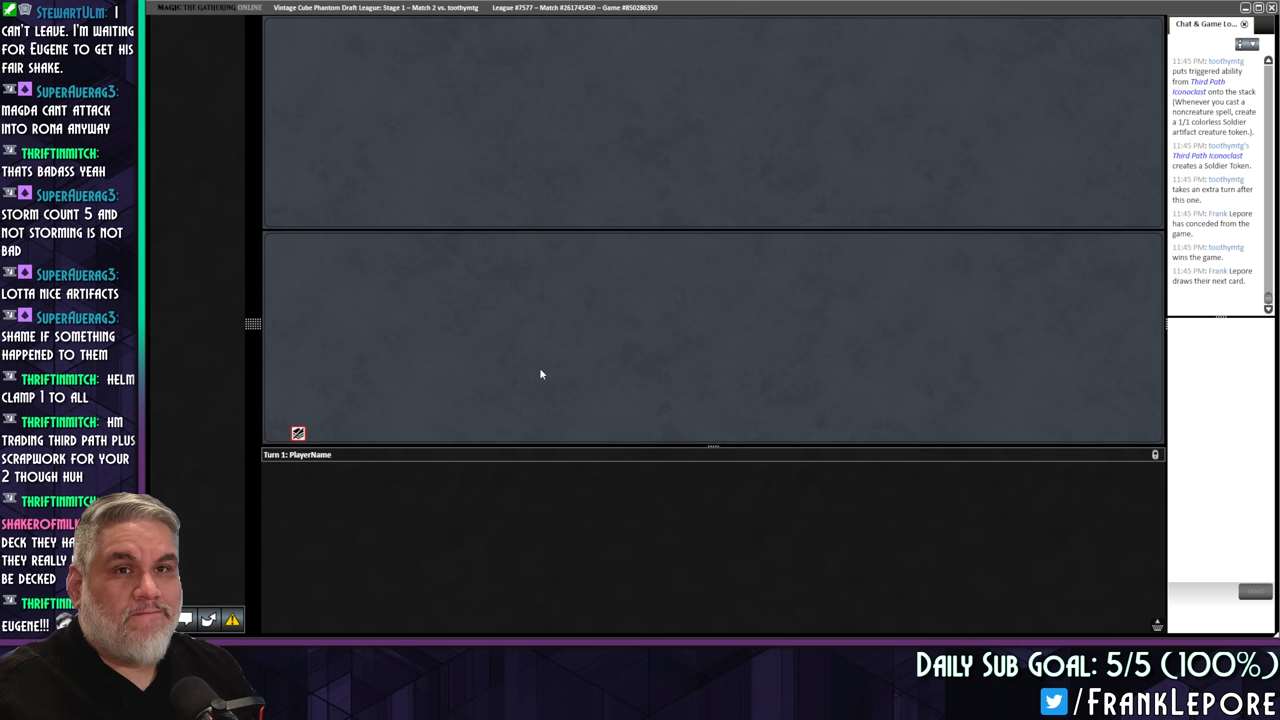 StewartUlm: I
can't leave. I'm waiting
for Eugene to get his
fair shake.
SuperAverag3:
Magda cant attack
into Rona anyway
ThriftinMitch:
thats badass yeah
SuperAverag3:
storm count 5 and
not storming is not
bad
SuperAverag3:
lotta nice artifacts
SuperAverag3:
shame if something
happened to them
ThriftinMitch: helm
clamp 1 to all
ThriftinMitch: hm
trading third path plus
scrapwork for your
2 though huh
ThriftinMitch
ShakerOfMil
deck they ha
they really
be decked
Thriftin
EUGENE!!!
MAGIC THE GATHERING ONLINE
Vintage Cube Phantom Draft League: Stage 1 – Match 2 vs. toothymtg
League #7577 – Match #261745450 – Game #850286350
Turn 1: PlayerName
Chat & Game Lo...
11:45 PM: toothymtg
puts triggered ability
from Third Path
Iconoclast onto the stack
(Whenever you cast a
noncreature spell, create
a 1/1 colorless Soldier
artifact creature token.).
11:45 PM: toothymtg's
Third Path Iconoclast
creates a Soldier Token.
11:45 PM: toothymtg
takes an extra turn after
this one.
11:45 PM: Frank Lepore
has conceded from the
game.
11:45 PM: toothymtg
wins the game.
11:45 PM: Frank Lepore
draws their next card.
Daily Sub Goal: 5/5 (100%)
/FrankLepore